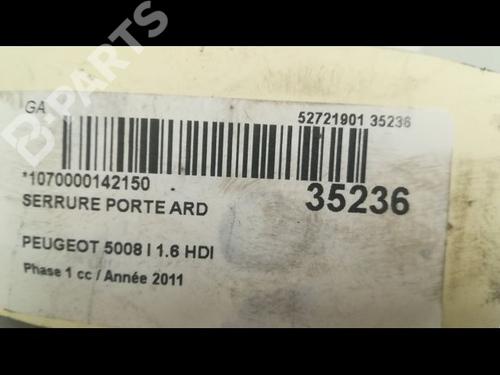 B-PARTS
GA
52721901 35236
*1070000142150
35236
SERRURE PORTE ARD
PEUGEOT 5008 I 1.6 HDI
Phase 1 cc / Année 2011